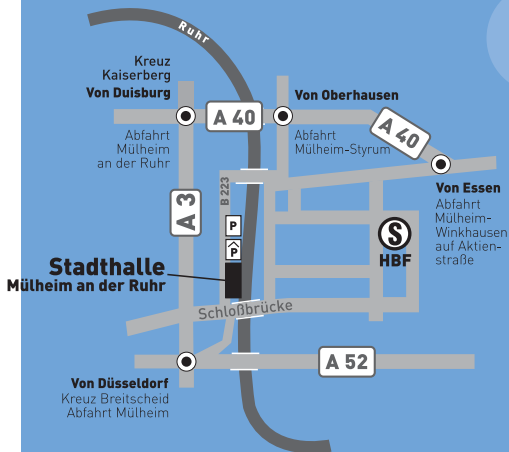 Ruhr
Kreuz
Kaiserberg
Von Duisburg
Von Oberhausen
A 40
A 40
Abfahrt
Mülheim
an der Ruhr
Abfahrt
Mülheim-Styrum
Von Essen
Abfahrt
Mülheim-
Winkhausen
auf Aktien-
straße
B 223
A 3
P
P
S
HBF
Stadthalle
Mülheim an der Ruhr
Schloßbrücke
A 52
Von Düsseldorf
Kreuz Breitscheid
Abfahrt Mülheim